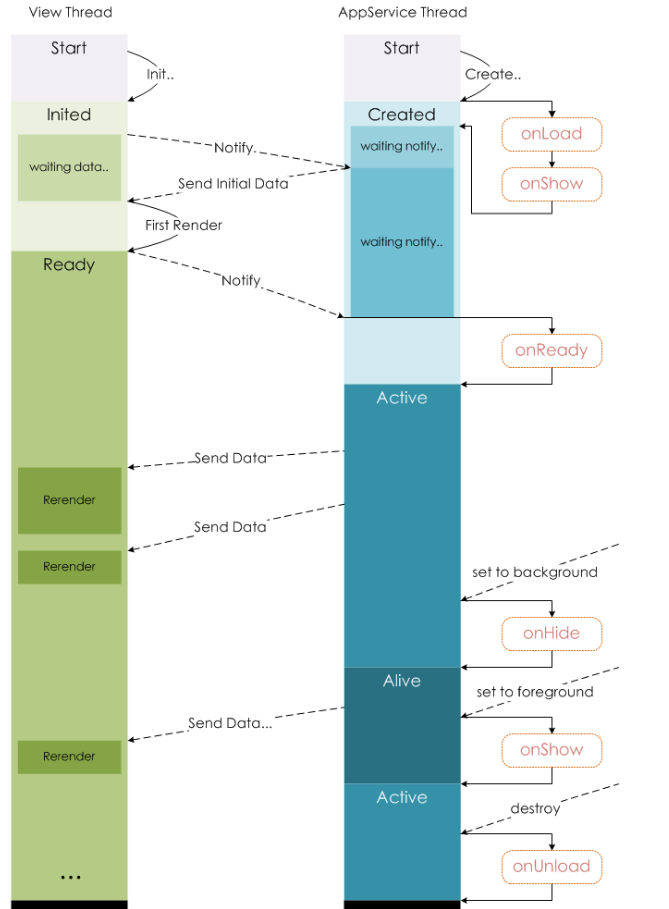 View Thread
AppService Thread
Start
Start
Init..
Create..
Inited
Created
onLoad
waiting data..
Notify.
waiting notify..
Send Initial Data
onShow
First Render
waiting notify..
Ready
Notify
onReady
Active
Send Data
Rerender
Send Data
Rerender
set to background
onHide
Alive
set to foreground
Send Data...
onShow
Rerender
Active
destroy
onUnload
...